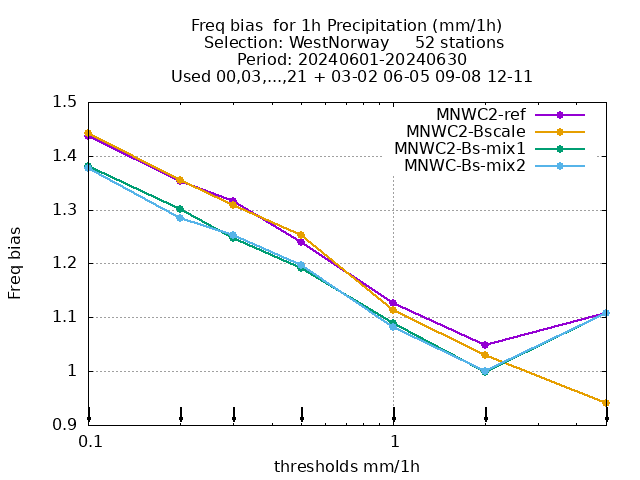 Freq bias  for 1h Precipitation (mm/1h)
Selection: WestNorway     52 stations
Period: 20240601-20240630
Used 00,03,...,21 + 03-02 06-05 09-08 12-11
MNWC2-ref
MNWC2-Bscale
MNWC2-Bs-mix1
MNWC-Bs-mix2
1.5
1.4
1.3
1.2
1.1
1
0.9
Freq bias
0.1 1
thresholds mm/1h